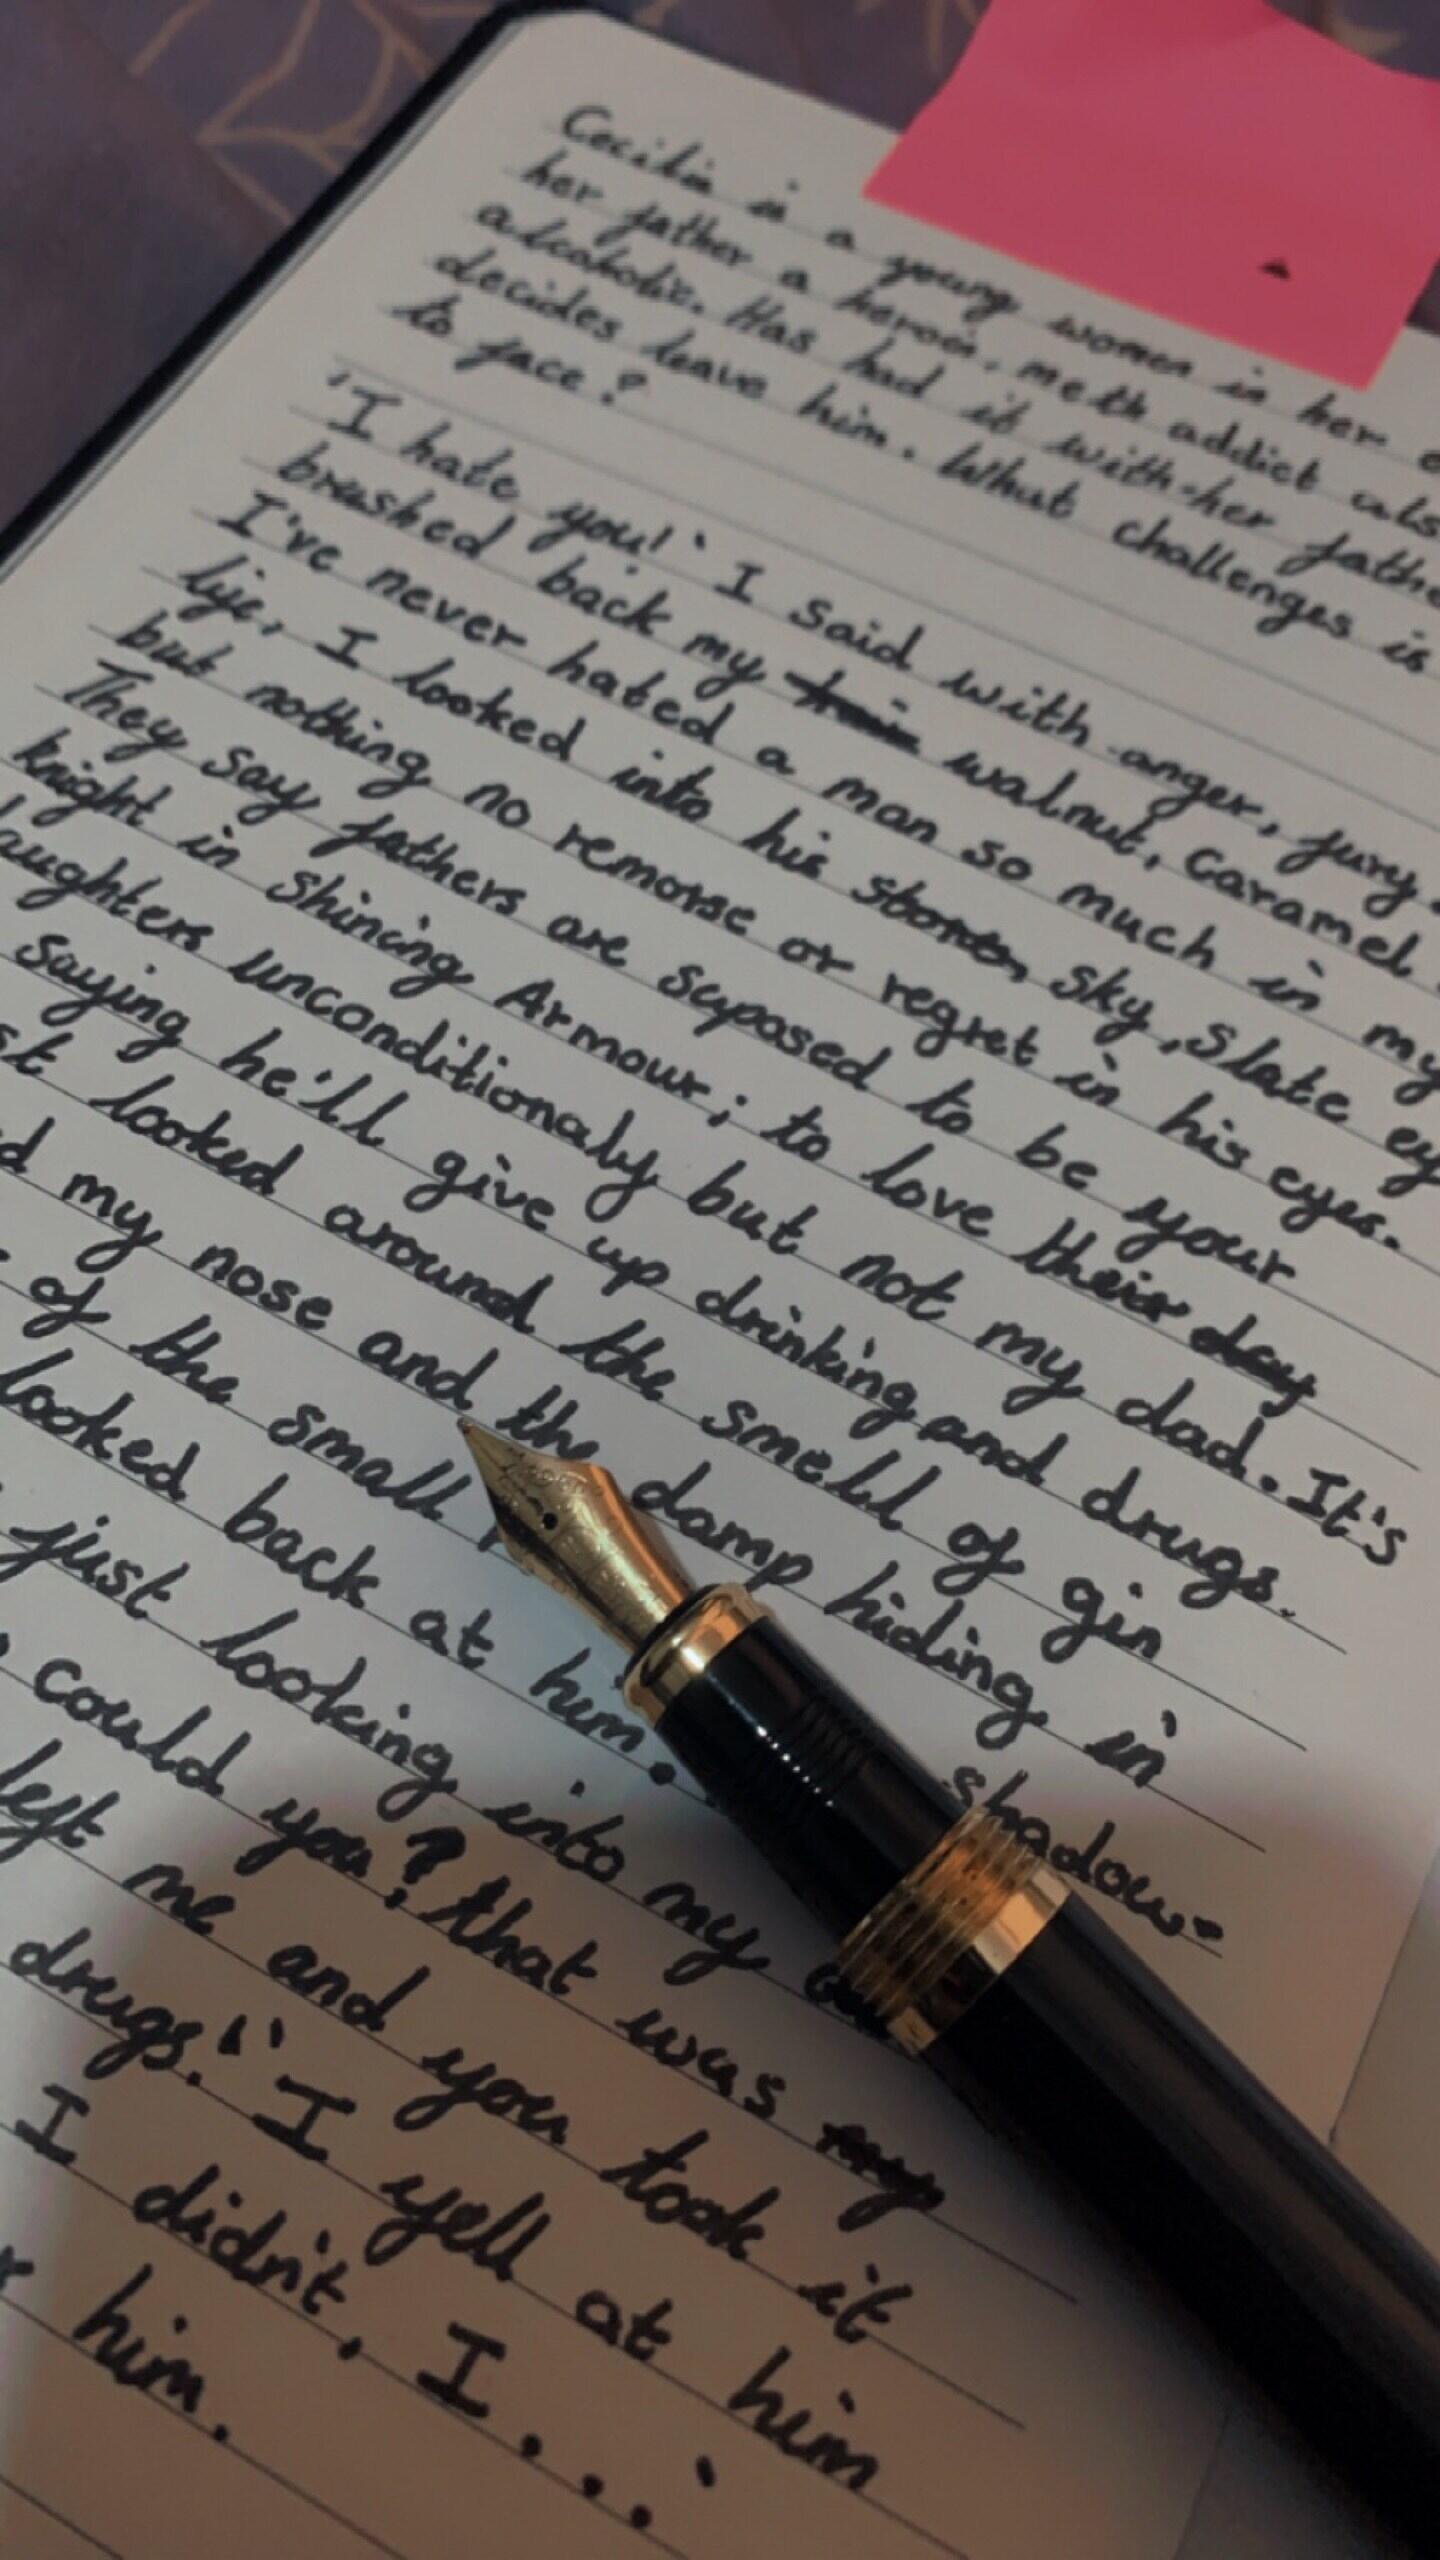 Cecilia is a young women in her
her father a heroin, meth addict
alcoholic. Has had it with her
decides leave him. What challenges is
to face?
'I hate you!' I said with anger, fury
brushed back my walnut, Caramel
I've never hated a man so much in my
life, I looked into his stoney, Sky, Slate
but nothing no remorse or regret in his eyes.
They say fathers are suposed to be your
knight in Shining Armour; to love their day
unconditionaly but not my dad. It's
saying he'll give up drinking and drugs.
looked around the smell of gin
my nose and the damp hiding in
of the small shadow.
looked back at him.
just looking into my
could you? that was my
left me and you took it
drugs.'' I yell at him
I didn't, I...'
him.